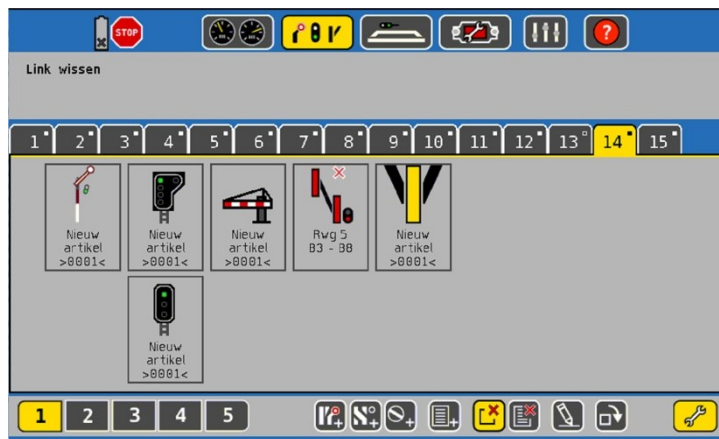 STOP
?
Link wissen
1 2 3 4 5 6 7 8 9 10 11 12 13 14 15
Nieuw
artikel
>0001<
Nieuw
artikel
>0001<
Nieuw
artikel
>0001<
Rwg 5
B3 - B8
Nieuw
artikel
>0001<
Nieuw
artikel
>0001<
1 2 3 4 5